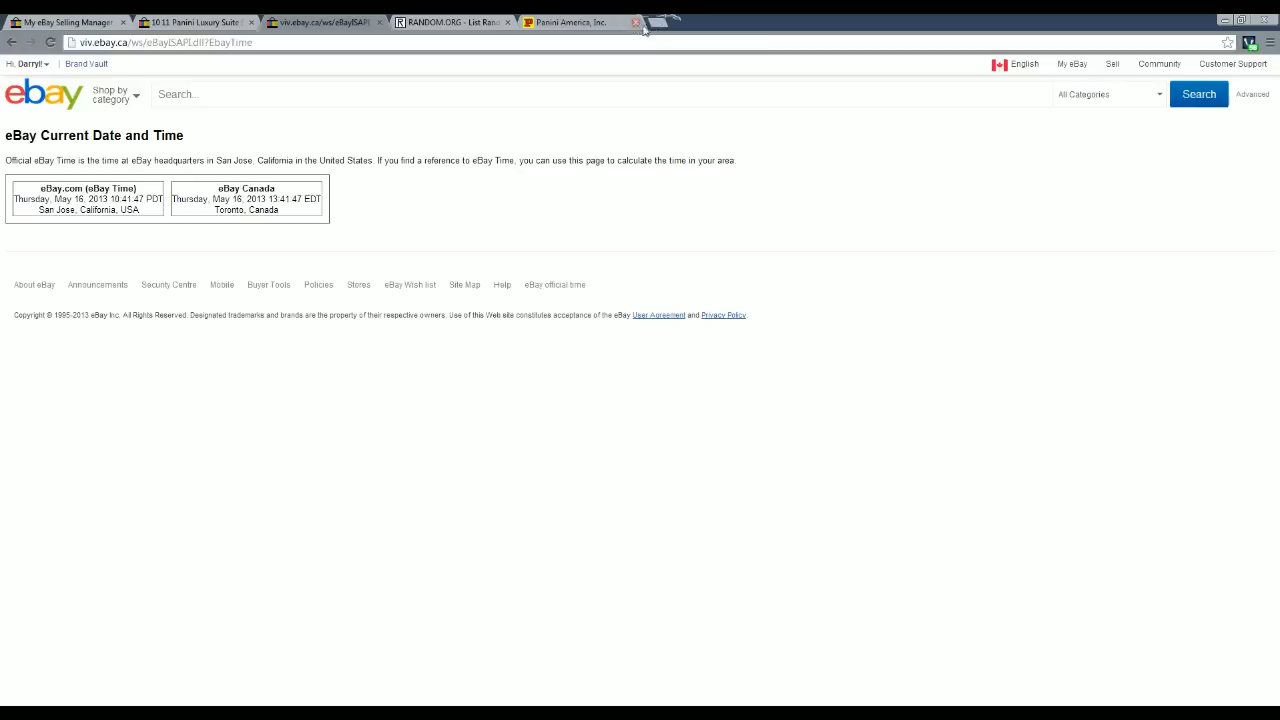 My eBay Selling Manager
10 11 Panini Luxury Suite E
viv.ebay.ca/ws/eBayISAPI
RANDOM.ORG - List Rand
Panini America, Inc.
viv.ebay.ca/ws/eBayISAPI.dll?EbayTime
Hi, Darryl!
Brand Vault
English
My eBay
Sell
Community
Customer Support
ebay
Shop by category
Search...
All Categories
Search
Advanced
eBay Current Date and Time
Official eBay Time is the time at eBay headquarters in San Jose, California in the United States. If you find a reference to eBay Time, you can use this page to calculate the time in your area.
eBay.com (eBay Time)
Thursday, May 16, 2013 10:41:47 PDT
San Jose, California, USA
eBay Canada
Thursday, May 16, 2013 13:41:47 EDT
Toronto, Canada
About eBay
Announcements
Security Centre
Mobile
Buyer Tools
Policies
Stores
eBay Wish list
Site Map
Help
eBay official time
Copyright © 1995-2013 eBay Inc. All Rights Reserved. Designated trademarks and brands are the property of their respective owners. Use of this Web site constitutes acceptance of the eBay User Agreement and Privacy Policy.